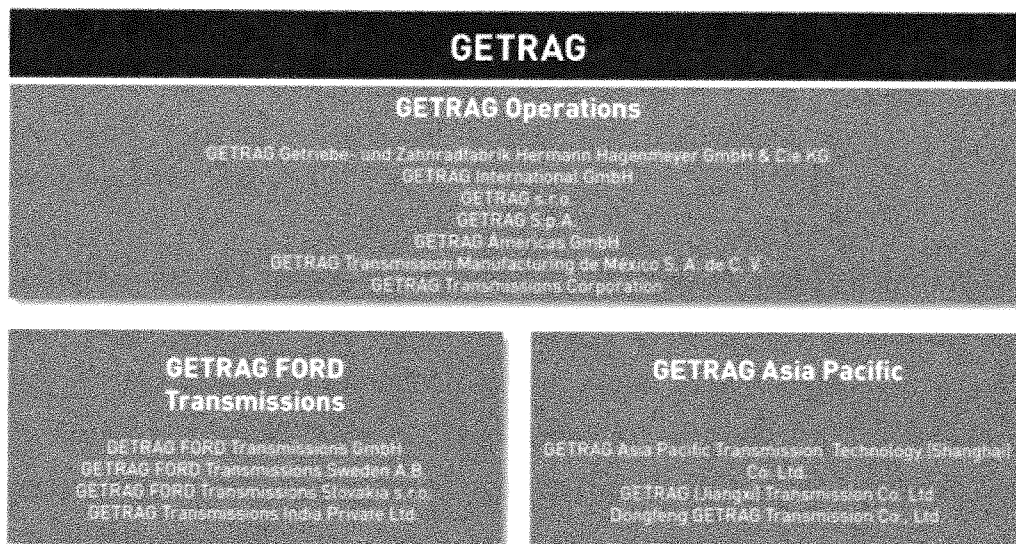 GETRAG
GETRAG Operations
GETRAG Getriebe- und Zahnradfabrik Hermann Hagenmeyer GmbH & Cie KG
GETRAG International GmbH
GETRAG s.r.o.
GETRAG S.p.A.
GETRAG Americas GmbH
GETRAG Transmission Manufacturing de Mexico S. A. de C. V.
GETRAG Transmissions Corporation
GETRAG FORD
Transmissions
GETRAG FORD Transmissions GmbH
GETRAG FORD Transmissions Sweden A.B.
GETRAG FORD Transmissions Slovakia s.r.o.
GETRAG Transmissions India Private Ltd.
GETRAG Asia Pacific
GETRAG Asia Pacific Transmission Technology (Shanghai)
Co. Ltd.
GETRAG (Jiangxi) Transmission Co. Ltd.
Dongfeng GETRAG Transmission Co., Ltd.